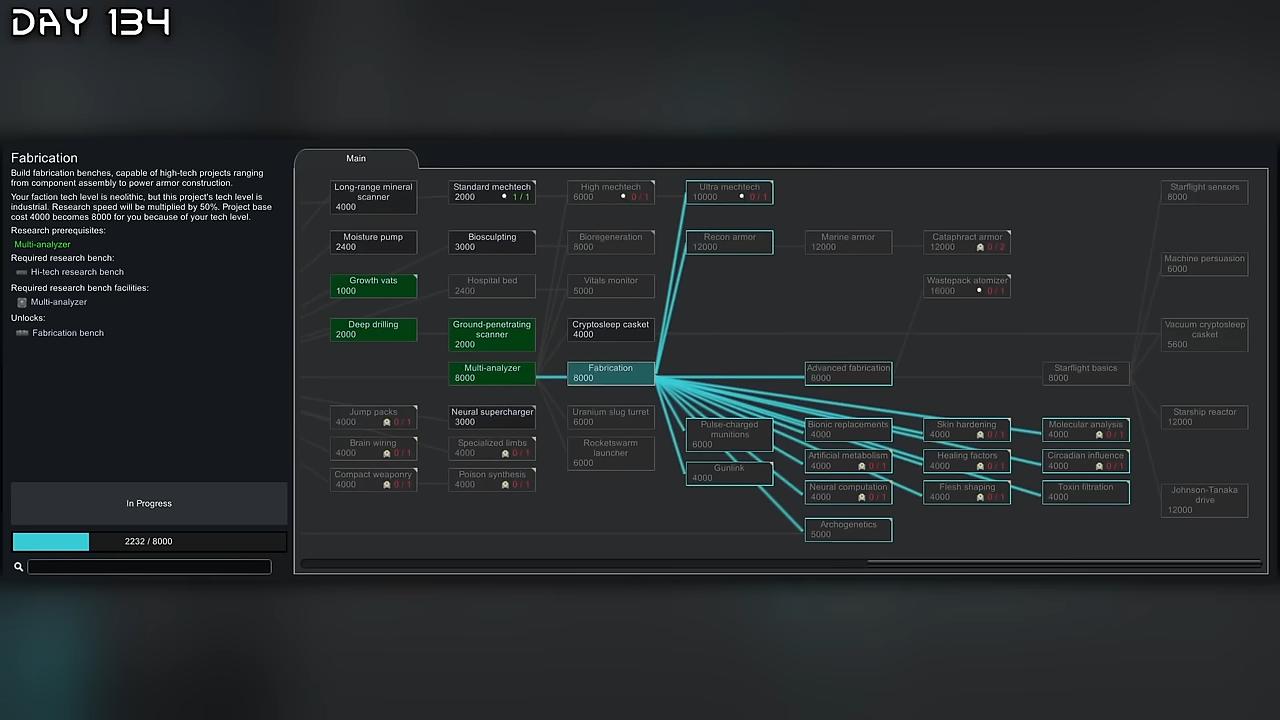 DAY 134
Fabrication
Build fabrication benches, capable of high-tech projects ranging
from component assembly to power armor construction.
Your faction tech level is neolithic, but this project's tech level is
industrial. Research speed will be multiplied by 50%. Project base
cost 4000 becomes 8000 for you because of your tech level.
Research prerequisites:
Multi-analyzer
Required research bench:
Hi-tech research bench
Required research bench facilities:
Multi-analyzer
Unlocks:
Fabrication bench
In Progress
2232 / 8000
Main
Long-range mineral
scanner
4000
Standard mechtech
2000 1 / 1
High mechtech
6000 0 / 1
Ultra mechtech
10000 0 / 1
Starflight sensors
8000
Moisture pump
2400
Biosculpting
3000
Bioregeneration
8000
Recon armor
12000
Marine armor
12000
Cataphract armor
12000 0 / 2
Machine persuasion
6000
Growth vats
1000
Hospital bed
2400
Vitals monitor
5000
Wastepack atomizer
16000 0 / 1
Deep drilling
2000
Ground-penetrating
scanner
2000
Cryptosleep casket
4000
Vacuum cryptosleep
casket
5600
Multi-analyzer
8000
Fabrication
8000
Advanced fabrication
8000
Starflight basics
8000
Jump packs
4000 0 / 1
Neural supercharger
3000
Uranium slug turret
6000
Pulse-charged
munitions
6000
Bionic replacements
4000
Skin hardening
4000 0 / 1
Molecular analysis
4000 0 / 1
Starship reactor
12000
Brain wiring
4000 0 / 1
Specialized limbs
4000 0 / 1
Rocketswarm
launcher
6000
Gunlink
4000
Artificial metabolism
4000 0 / 1
Healing factors
4000 0 / 1
Circadian influence
4000 0 / 1
Compact weaponry
4000 0 / 1
Poison synthesis
4000 0 / 1
Neural computation
4000 0 / 1
Flesh shaping
4000 0 / 1
Toxin filtration
4000
Johnson-Tanaka
drive
12000
Archogenetics
5000